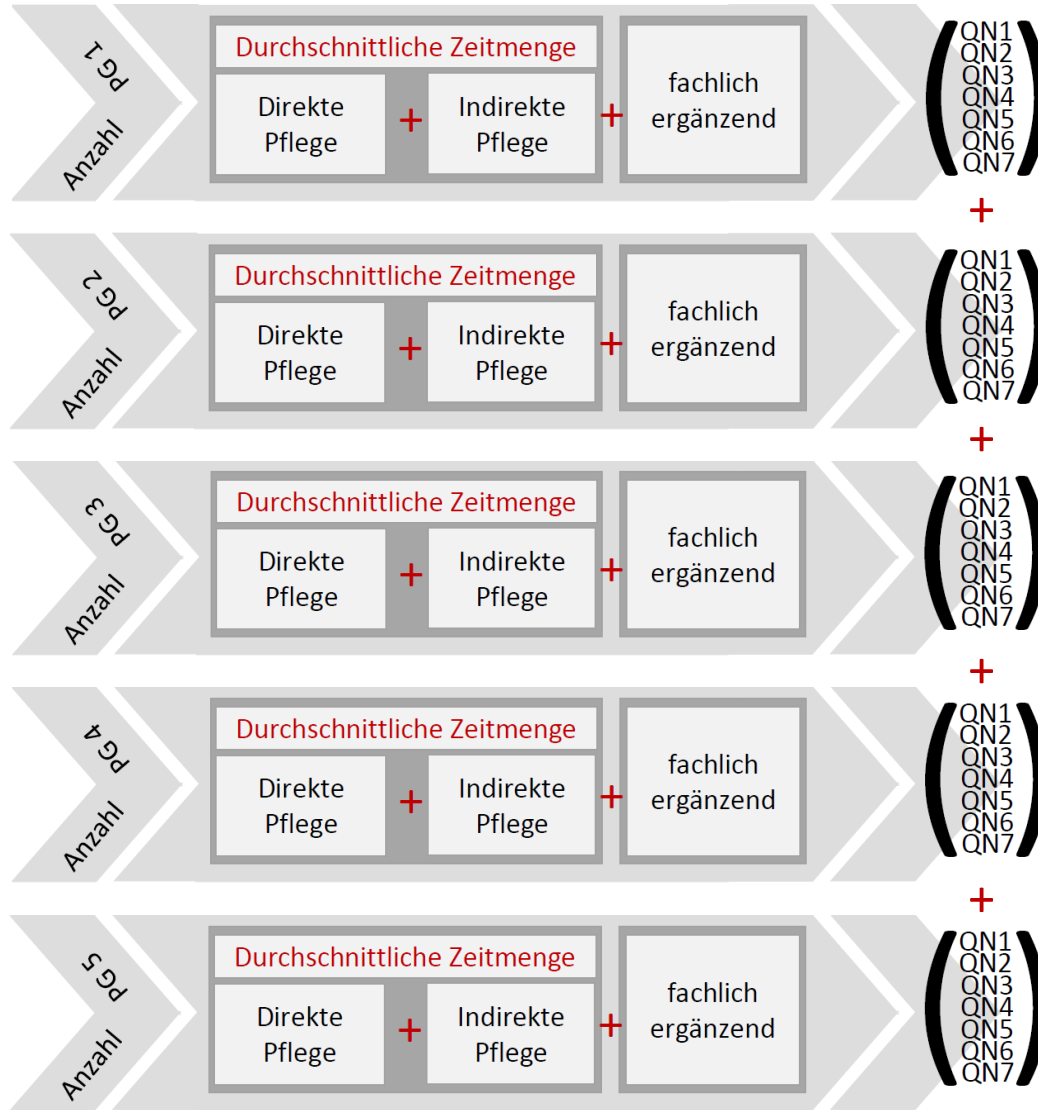 PG 1
Anzahl
Durchschnittliche Zeitmenge
Direkte
Pflege
+
Indirekte
Pflege
+
fachlich
ergänzend
QN1
QN2
QN3
QN4
QN5
QN6
QN7
+
PG 2
Anzahl
Durchschnittliche Zeitmenge
Direkte
Pflege
+
Indirekte
Pflege
+
fachlich
ergänzend
QN1
QN2
QN3
QN4
QN5
QN6
QN7
+
PG 3
Anzahl
Durchschnittliche Zeitmenge
Direkte
Pflege
+
Indirekte
Pflege
+
fachlich
ergänzend
QN1
QN2
QN3
QN4
QN5
QN6
QN7
+
PG 4
Anzahl
Durchschnittliche Zeitmenge
Direkte
Pflege
+
Indirekte
Pflege
+
fachlich
ergänzend
QN1
QN2
QN3
QN4
QN5
QN6
QN7
+
PG 5
Anzahl
Durchschnittliche Zeitmenge
Direkte
Pflege
+
Indirekte
Pflege
+
fachlich
ergänzend
QN1
QN2
QN3
QN4
QN5
QN6
QN7